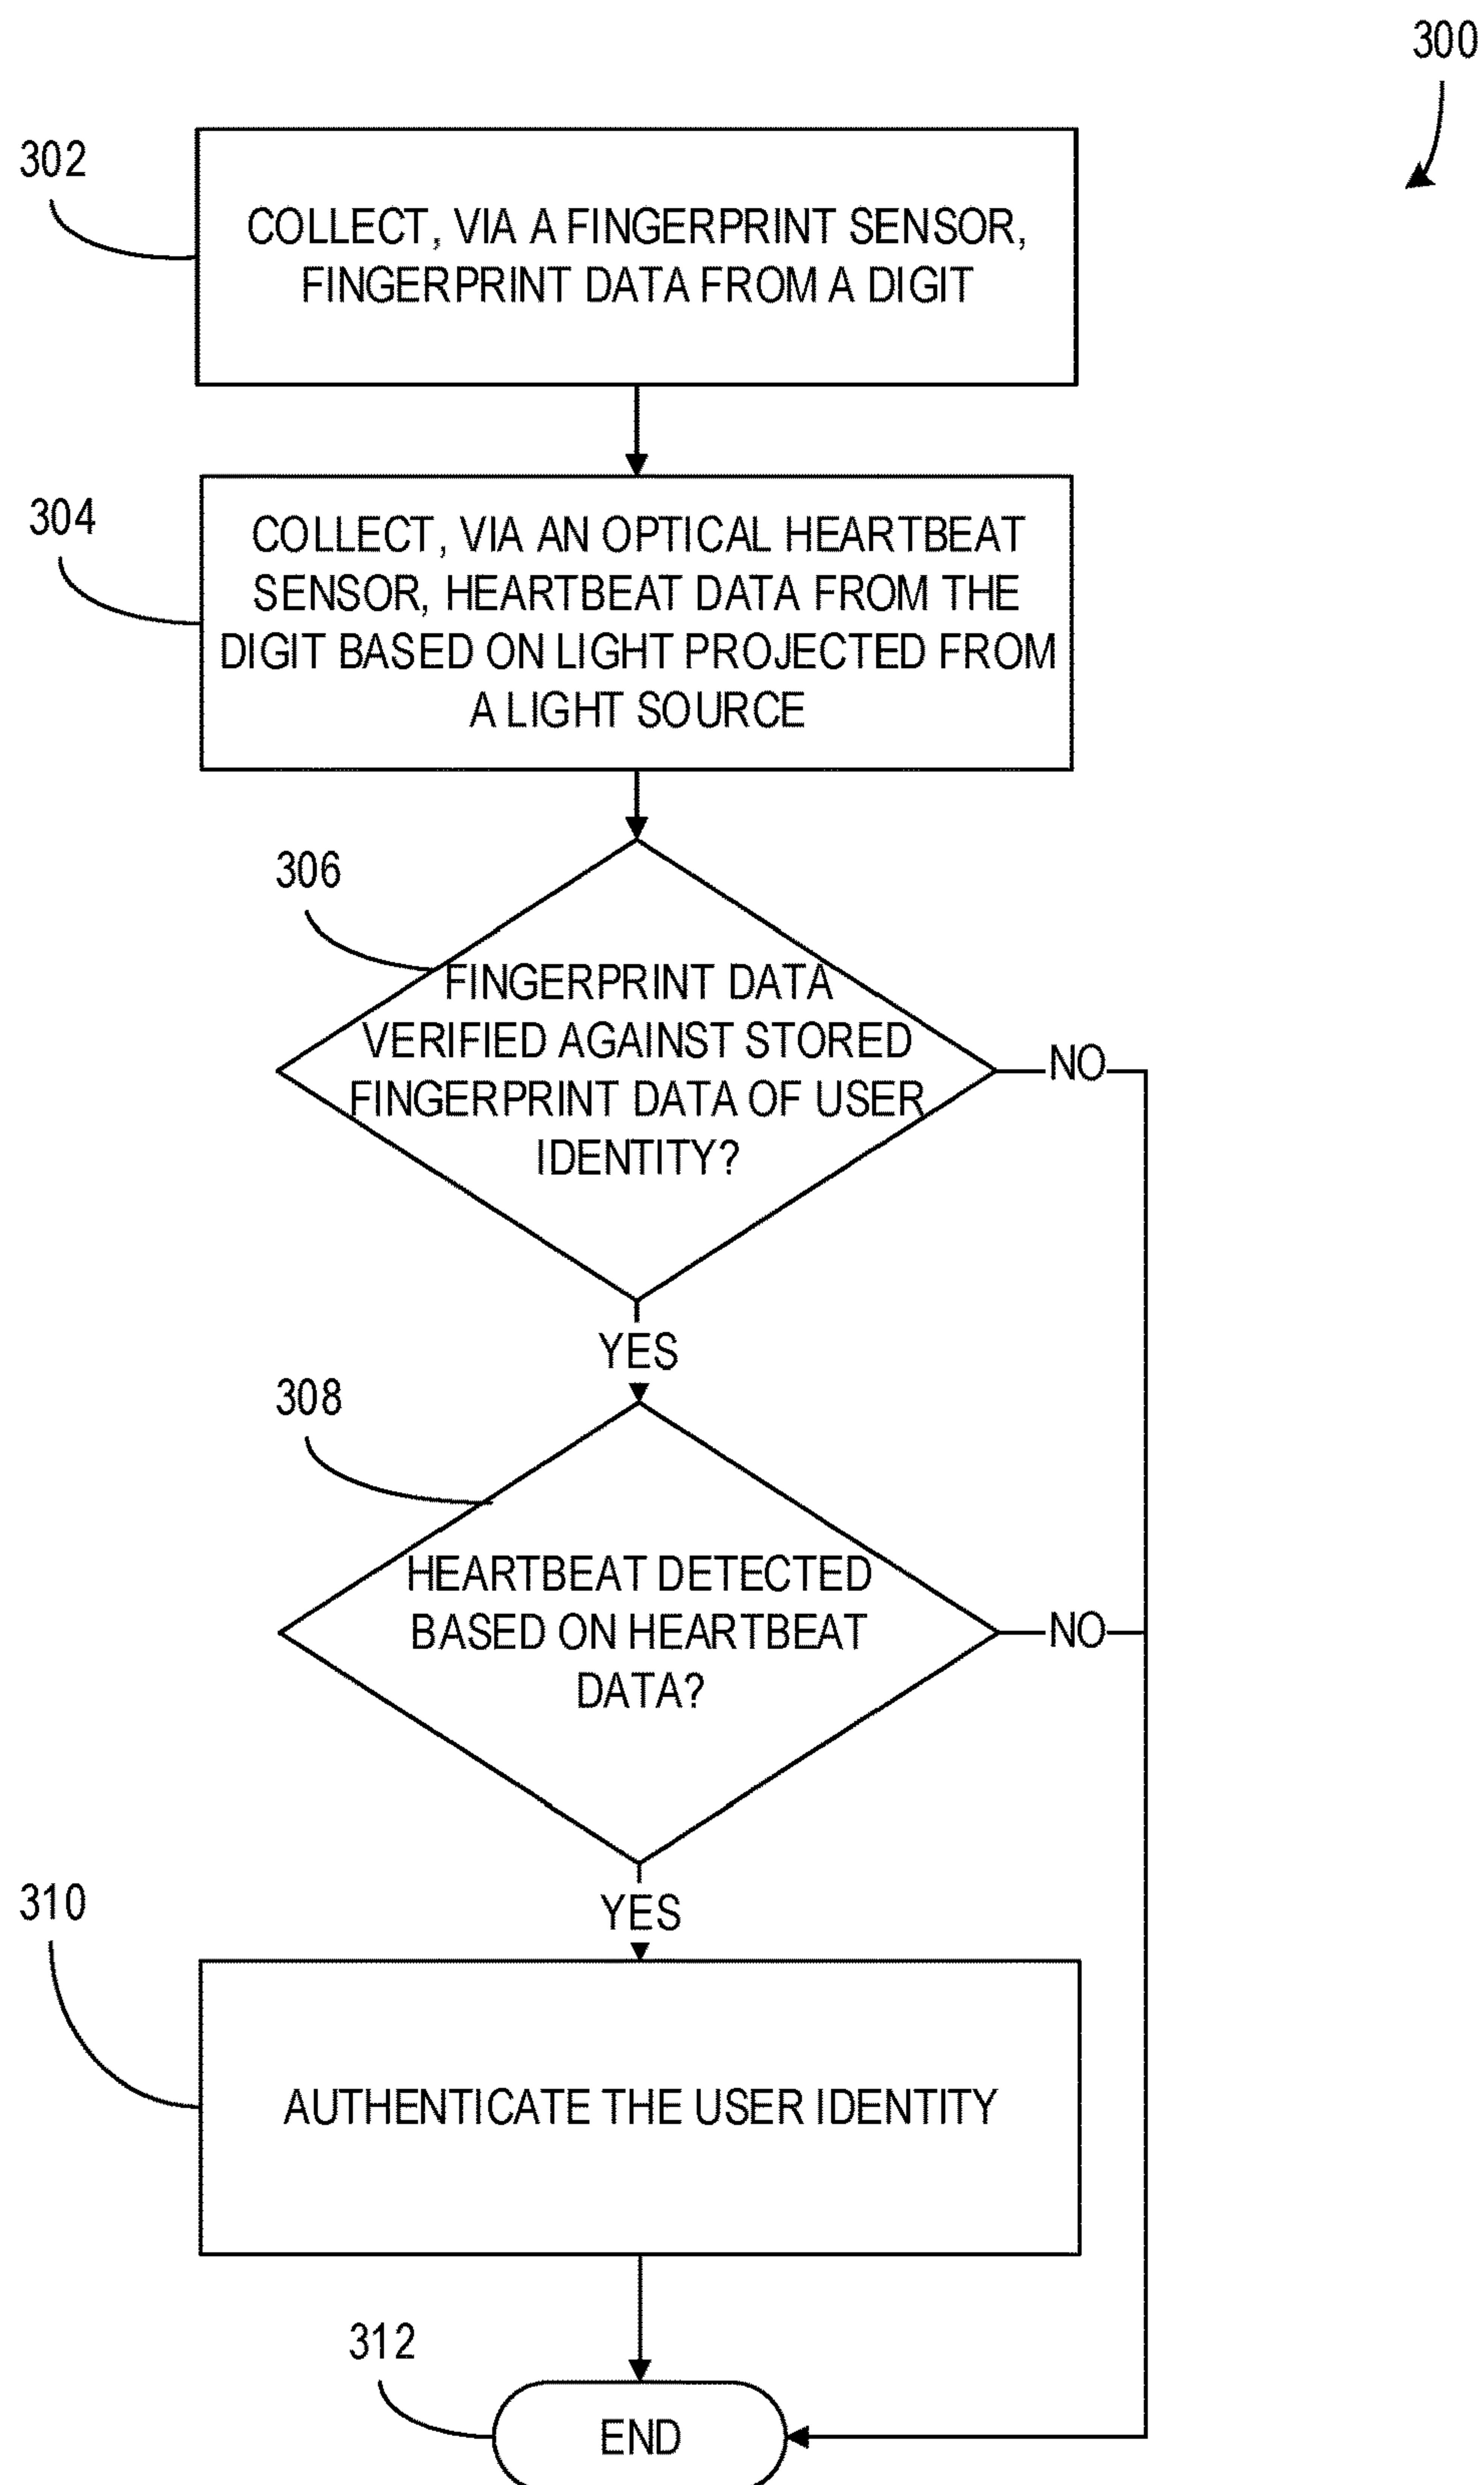 300
302
COLLECT, VIA A FINGERPRINT SENSOR,
FINGERPRINT DATA FROM A DIGIT
304
COLLECT, VIA AN OPTICAL HEARTBEAT
SENSOR, HEARTBEAT DATA FROM THE
DIGIT BASED ON LIGHT PROJECTED FROM
A LIGHT SOURCE
306
FINGERPRINT DATA
VERIFIED AGAINST STORED
FINGERPRINT DATA OF USER
IDENTITY?
NO
YES
308
HEARTBEAT DETECTED
BASED ON HEARTBEAT
DATA?
NO
YES
310
AUTHENTICATE THE USER IDENTITY
312
END